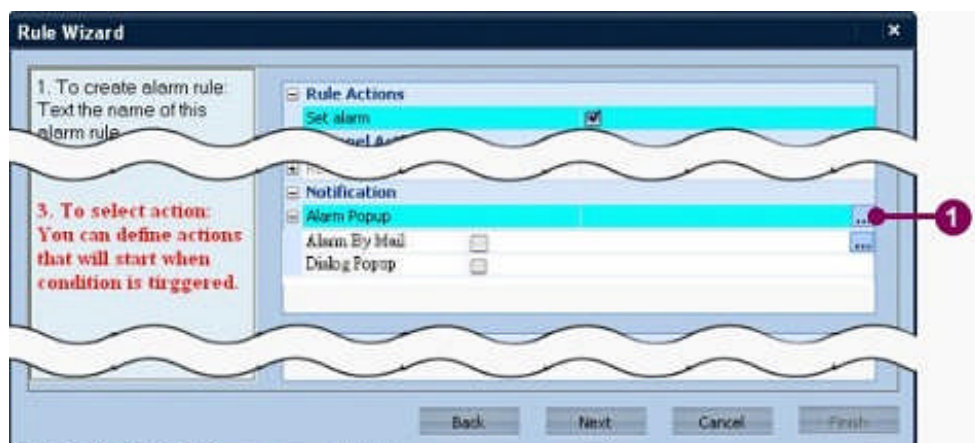 Rule Wizard
1. To create alarm rule:
Text the name of this
alarm rule
Rule Actions
Set alarm
Notification
Alarm Popup
...
1
Alarm By Mail
...
Dialog Popup
3. To select action:
You can define actions
that will start when
condition is tirggered.
Back Next Cancel Finish